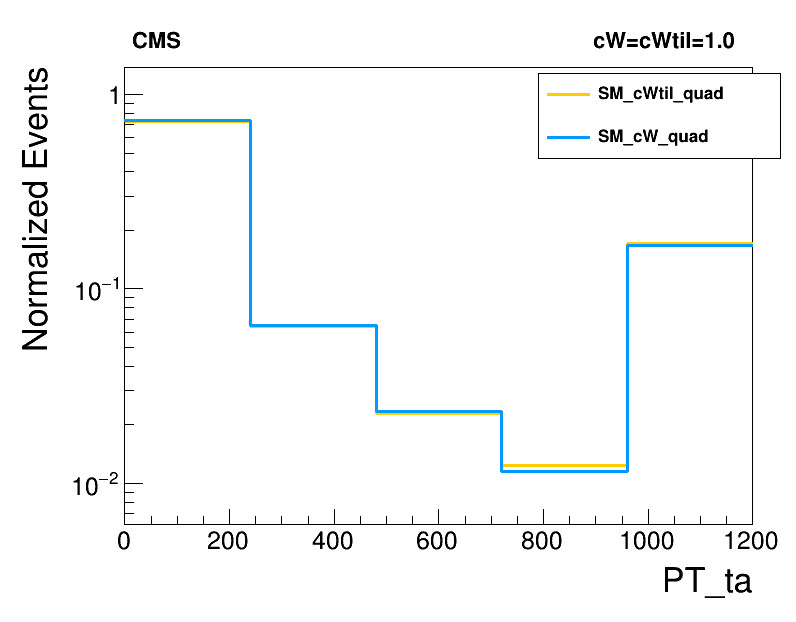 CMS
cW=cWtil=1.0
Normalized Events
SM_cWtil_quad
SM_cW_quad
1
10⁻¹
10⁻²
0 200 400 600 800 1000 1200
PT_ta